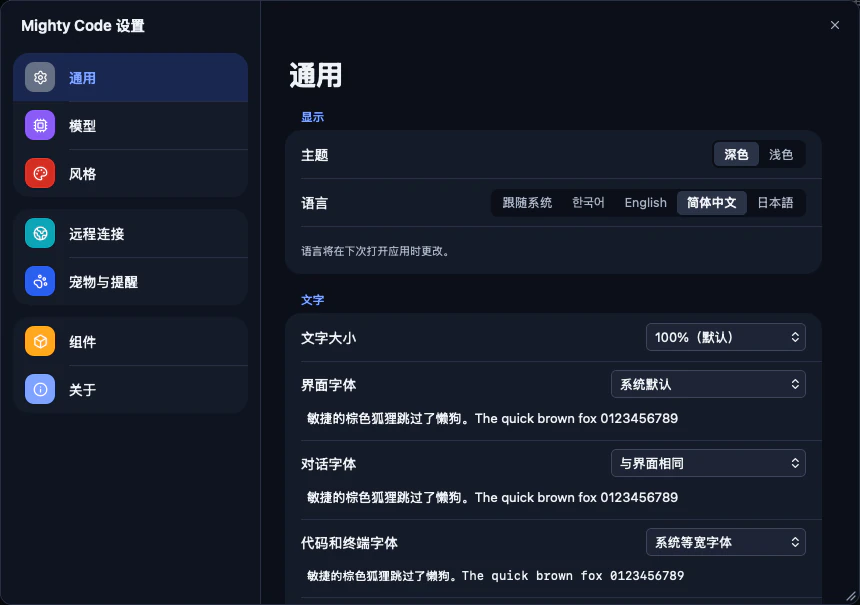 Mighty Code 设置
通用
模型
风格
远程连接
宠物与提醒
组件
关于
通用
显示
主题
深色 浅色
语言
跟随系统 한국어 English 简体中文 日本語
语言将在下次打开应用时更改。
文字
文字大小
100%（默认）
界面字体
系统默认
敏捷的棕色狐狸跳过了懒狗。The quick brown fox 0123456789
对话字体
与界面相同
敏捷的棕色狐狸跳过了懒狗。The quick brown fox 0123456789
代码和终端字体
系统等宽字体
敏捷的棕色狐狸跳过了懒狗。The quick brown fox 0123456789